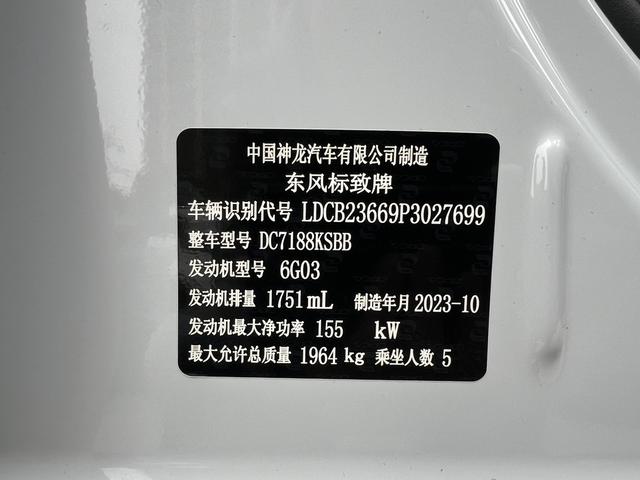 中国神龙汽车有限公司制造
东风标致牌
车辆识别代号 LDCB23669P3027699
整车型号 DC7188KSBB
发动机型号 6G03
发动机排量 1751mL 制造年月 2023-10
发动机最大净功率 155 kW
最大允许总质量 1964 kg 乘坐人数 5